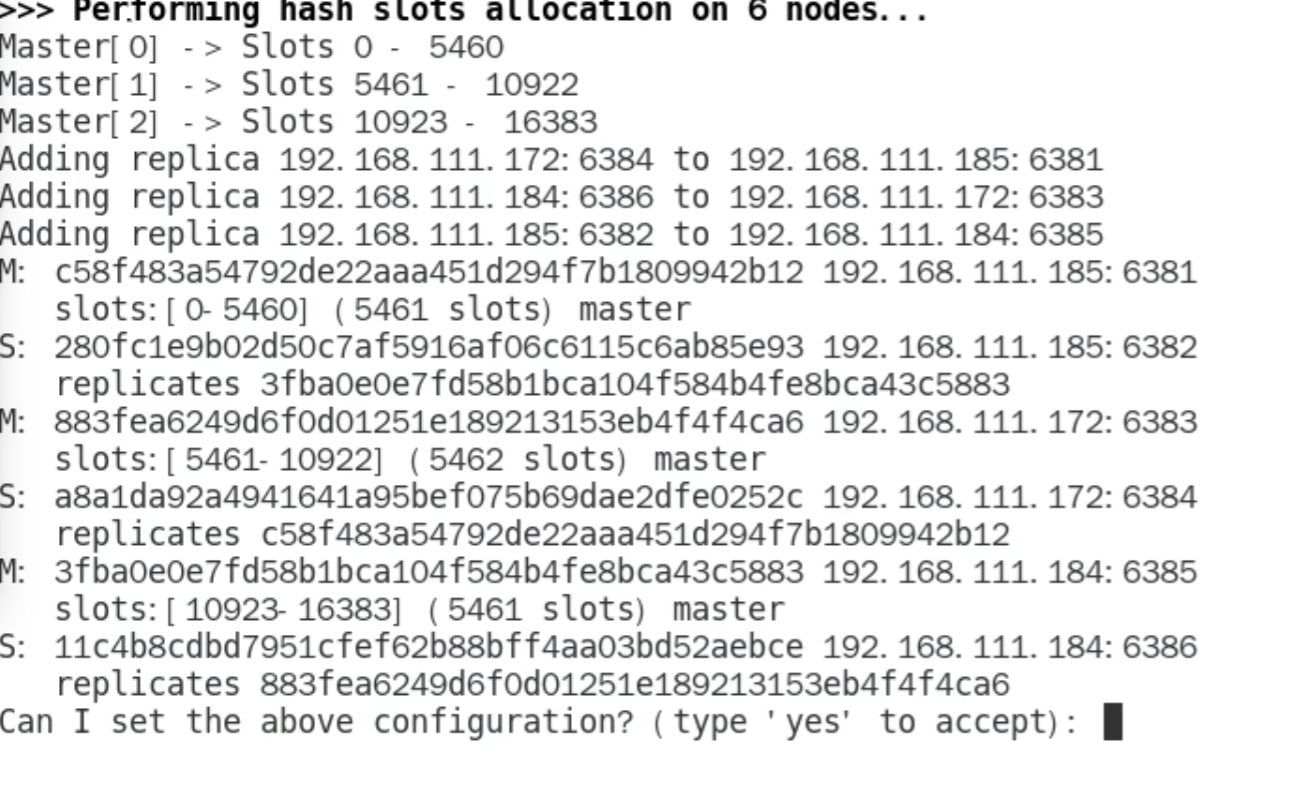 >>> Performing hash slots allocation on 6 nodes...
Master[0] -> Slots 0 - 5460
Master[1] -> Slots 5461 - 10922
Master[2] -> Slots 10923 - 16383
Adding replica 192.168.111.172:6384 to 192.168.111.185:6381
Adding replica 192.168.111.184:6386 to 192.168.111.172:6383
Adding replica 192.168.111.185:6382 to 192.168.111.184:6385
M: c58f483a54792de22aaa451d294f7b1809942b12 192.168.111.185:6381
slots:[0-5460] (5461 slots) master
S: 280fc1e9b02d50c7af5916af06c6115c6ab85e93 192.168.111.185:6382
replicates 3fba0e0e7fd58b1bca104f584b4fe8bca43c5883
M: 883fea6249d6f0d01251e189213153eb4f4f4ca6 192.168.111.172:6383
slots:[5461-10922] (5462 slots) master
S: a8a1da92a4941641a95bef075b69dae2dfe0252c 192.168.111.172:6384
replicates c58f483a54792de22aaa451d294f7b1809942b12
M: 3fba0e0e7fd58b1bca104f584b4fe8bca43c5883 192.168.111.184:6385
slots:[10923-16383] (5461 slots) master
S: 11c4b8cdbd7951cfef62b88bff4aa03bd52aebce 192.168.111.184:6386
replicates 883fea6249d6f0d01251e189213153eb4f4f4ca6
Can I set the above configuration? (type 'yes' to accept):